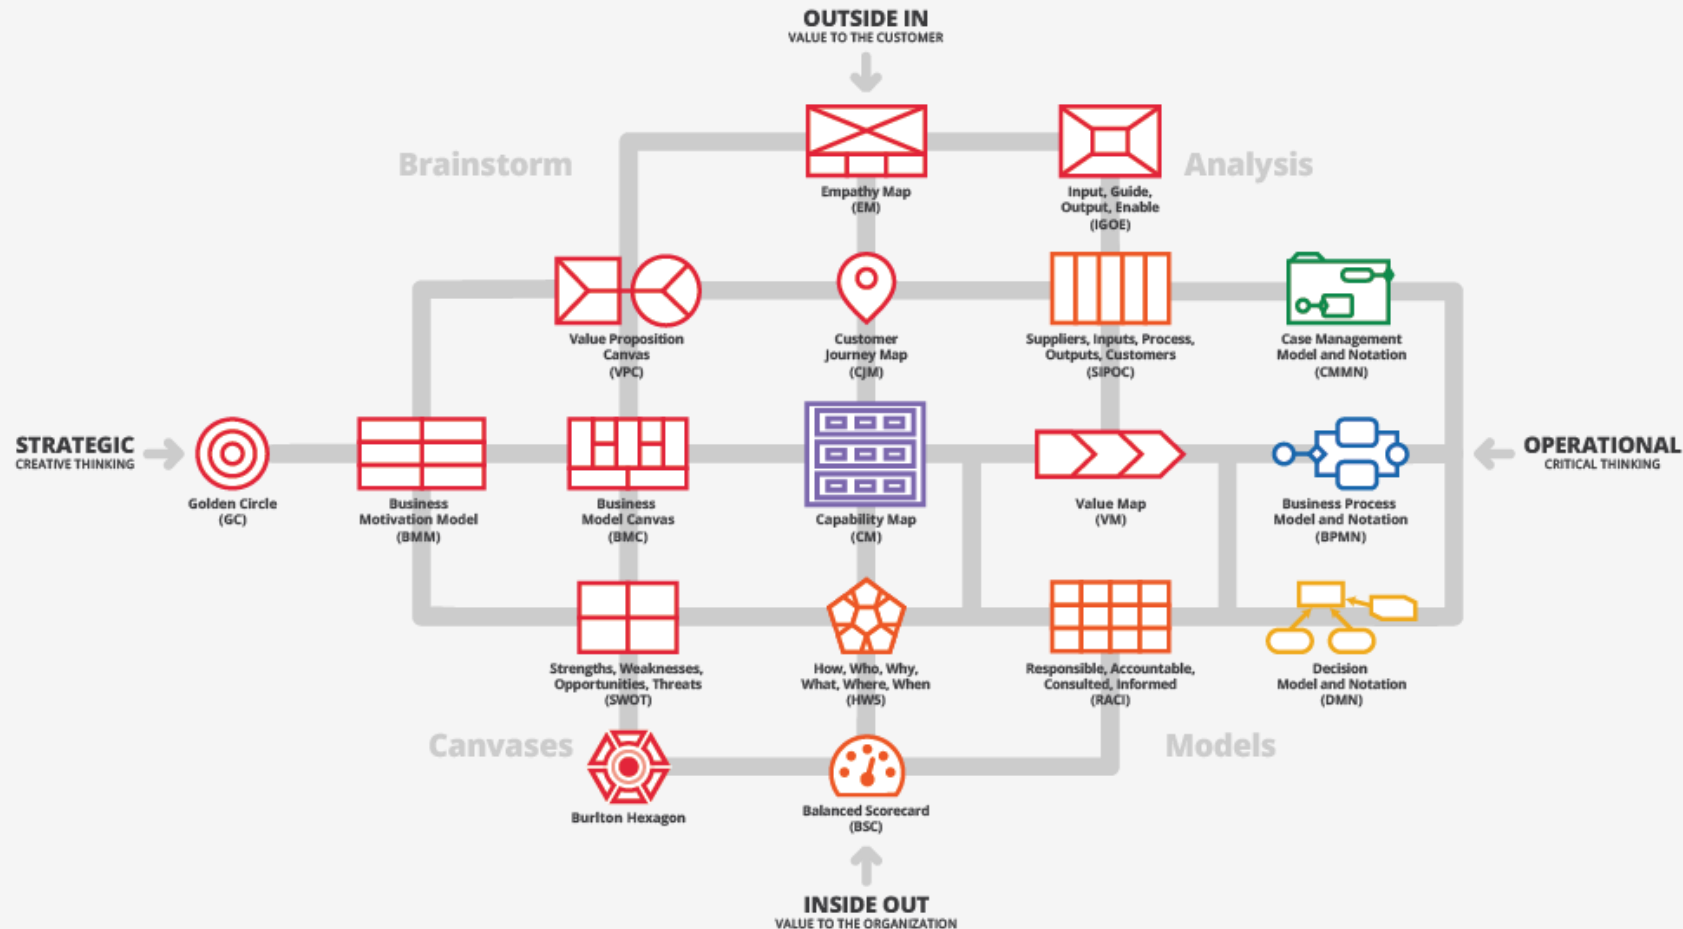 OUTSIDE IN
VALUE TO THE CUSTOMER
Brainstorm
Analysis
Empathy Map
(EM)
Input, Guide,
Output, Enable
(IGOE)
Value Proposition
Canvas
(VPC)
Customer
Journey Map
(CJM)
Suppliers, Inputs, Process,
Outputs, Customers
(SIPOC)
Case Management
Model and Notation
(CMMN)
STRATEGIC
CREATIVE THINKING
OPERATIONAL
CRITICAL THINKING
Golden Circle
(GC)
Business
Motivation Model
(BMM)
Business
Model Canvas
(BMC)
Capability Map
(CM)
Value Map
(VM)
Business Process
Model and Notation
(BPMN)
Strengths, Weaknesses,
Opportunities, Threats
(SWOT)
How, Who, Why,
What, Where, When
(HW5)
Responsible, Accountable,
Consulted, Informed
(RACI)
Decision
Model and Notation
(DMN)
Canvases
Models
Burlton Hexagon
Balanced Scorecard
(BSC)
INSIDE OUT
VALUE TO THE ORGANIZATION